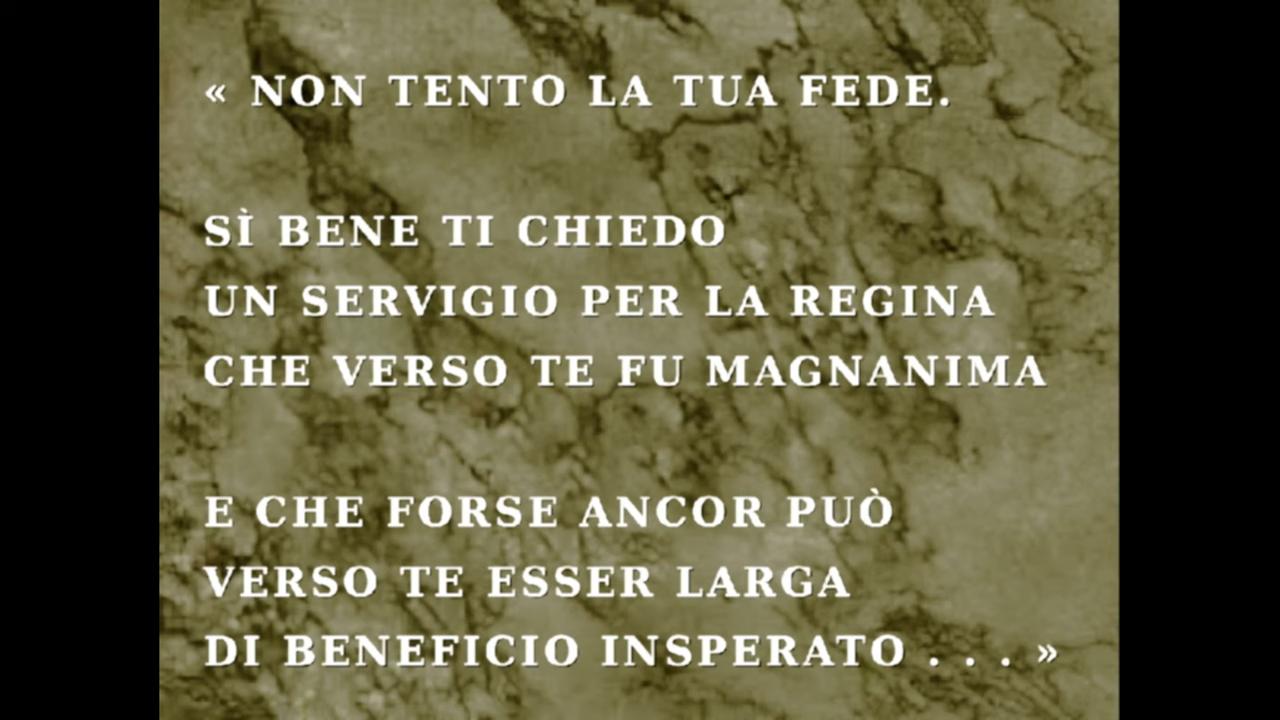 « NON TENTO LA TUA FEDE.
SÌ BENE TI CHIEDO
UN SERVIGIO PER LA REGINA
CHE VERSO TE FU MAGNANIMA
E CHE FORSE ANCOR PUÒ
VERSO TE ESSER LARGA
DI BENEFICIO INSPERATO . . . »